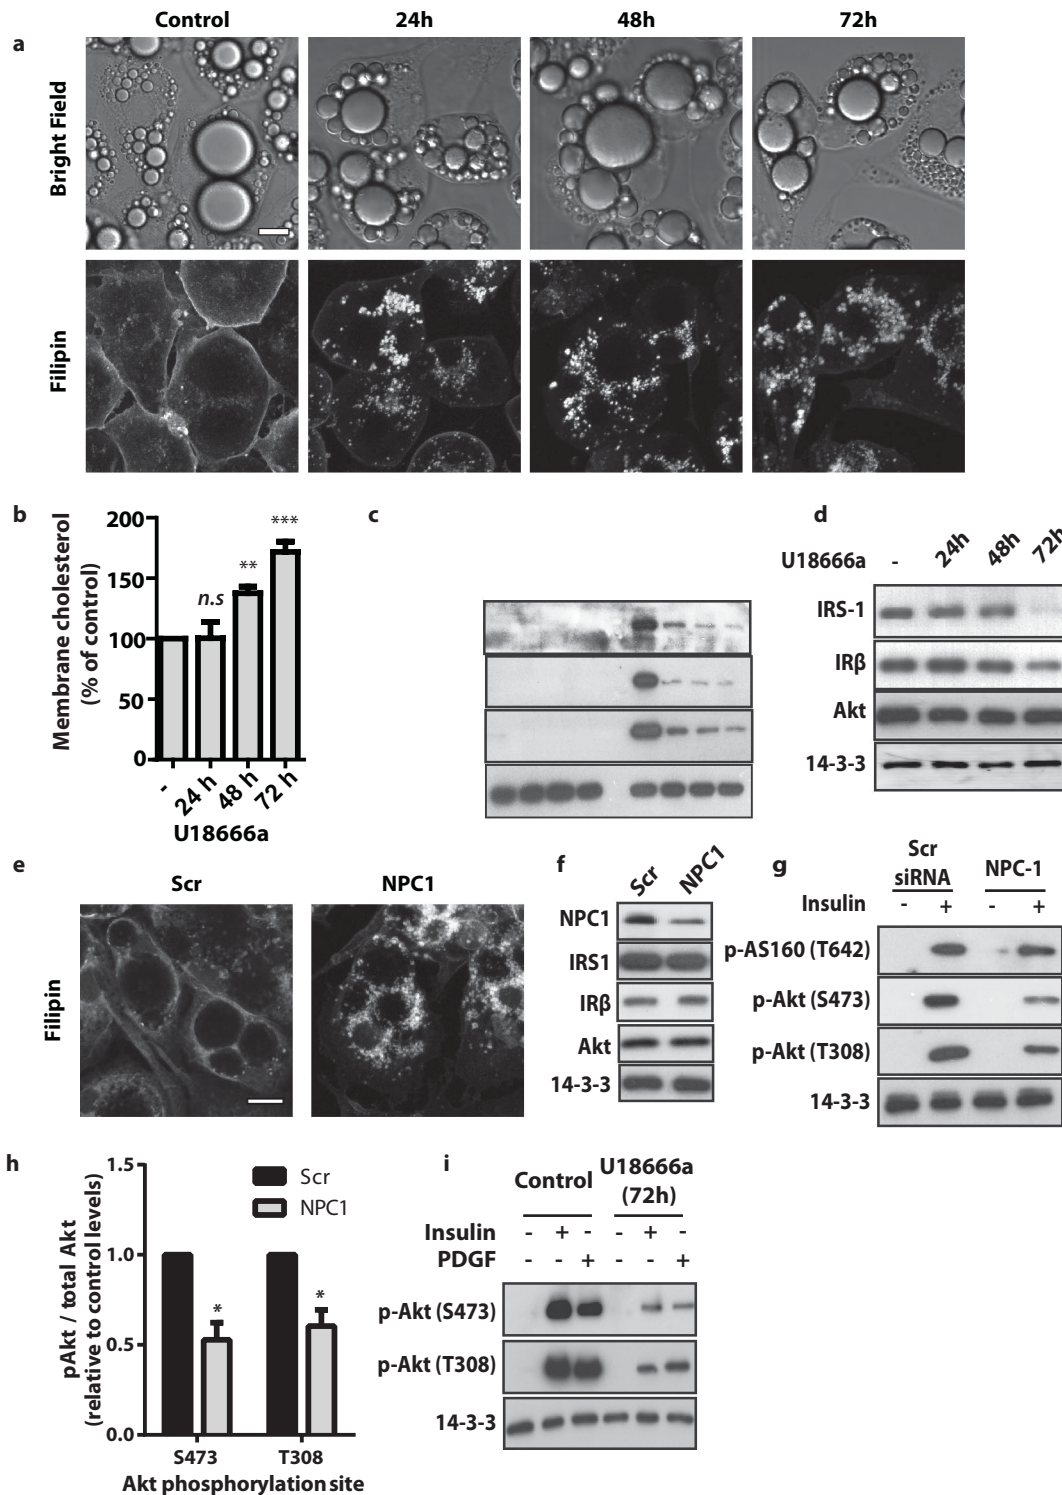 Control 24h 48h 72h
a
Bright Field
Filipin
b
Membrane cholesterol
(% of control)
200
150
100
50
0
n.s
**
***
- 24 h 48 h 72 h
U18666a
c
d
U18666a - 24h 48h 72h
IRS-1
IRβ
Akt
14-3-3
e
Scr NPC1
Filipin
f
Scr NPC1
NPC1
IRS1
IRβ
Akt
14-3-3
g
Scr
siRNA NPC-1
Insulin - + - +
p-AS160 (T642)
p-Akt (S473)
p-Akt (T308)
14-3-3
h
pAkt / total Akt
(relative to control levels)
1.5
1.0
0.5
0.0
Scr
NPC1
* *
S473 T308
Akt phosphorylation site
i
Control U18666a
(72h)
Insulin - + - - + -
PDGF - - + - - +
p-Akt (S473)
p-Akt (T308)
14-3-3